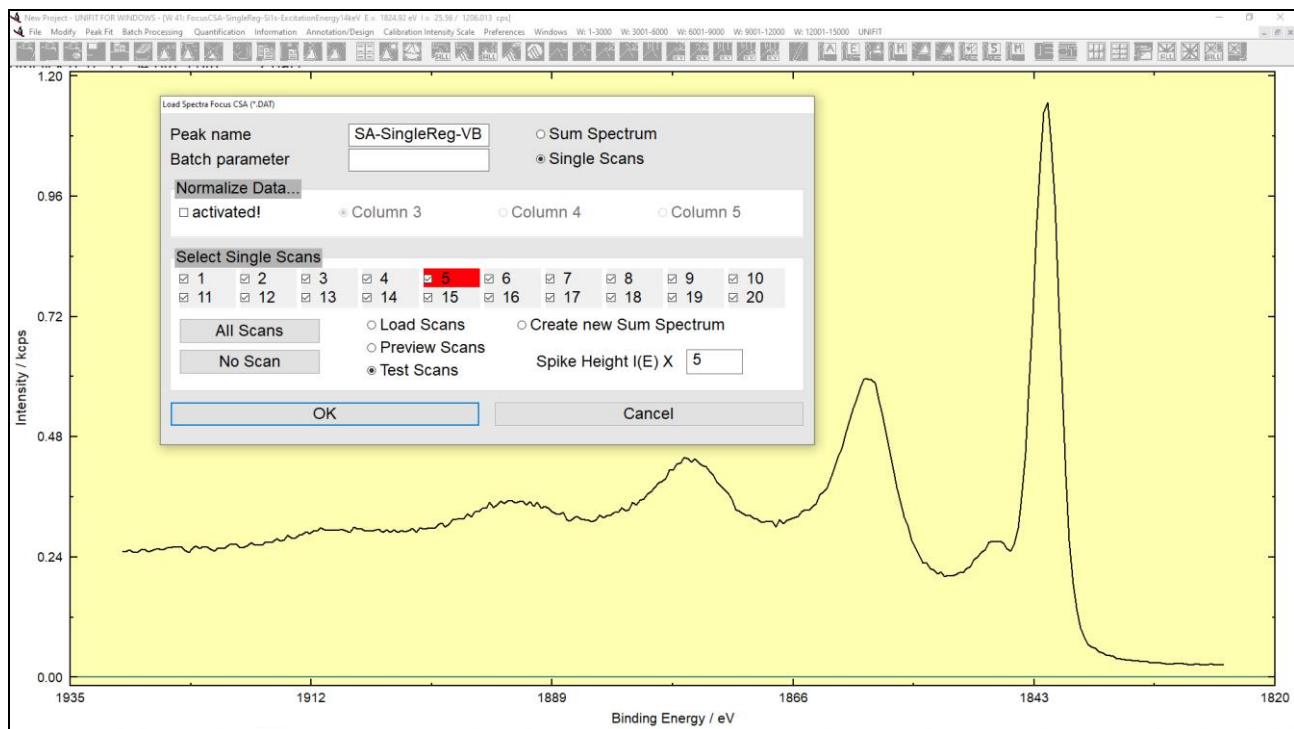 New Project - UNIFIT FOR WINDOWS - [W 41: FocusCSA-SingleReg-Si1s-ExcitationEnergy14keV E = 1824.92 eV I = 25.56 / 1206.013 cps]
File Modify Peak Fit Batch Processing Quantification Information Annotation/Design Calibration Intensity Scale Preferences Windows W: 1-3000 W: 3001-6000 W: 6001-9000 W: 9001-12000 W: 12001-15000 UNIFIT
1.20
Load Spectra Focus CSA (*.DAT)
Peak name SA-SingleReg-VB Sum Spectrum
Batch parameter Single Scans
Normalize Data...
0.96
activated! Column 3 Column 4 Column 5
Select Single Scans
1 2 3 4 5 6 7 8 9 10
11 12 13 14 15 16 17 18 19 20
0.72
All Scans Load Scans Create new Sum Spectrum
No Scan Preview Scans Spike Height I(E) X 5
Test Scans
OK Cancel
Intensity / kcps
0.48
0.24
0.00
1935 1912 1889 1866 1843 1820
Binding Energy / eV